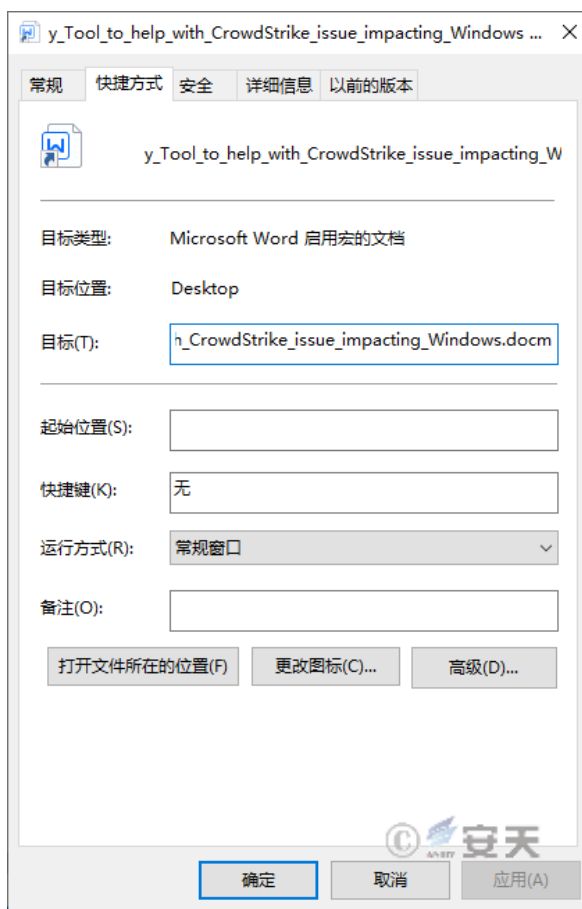 y_Tool_to_help_with_CrowdStrike_issue_impacting_Windows ...
常规 快捷方式 安全 详细信息 以前的版本
y_Tool_to_help_with_CrowdStrike_issue_impacting_W
目标类型: Microsoft Word 启用宏的文档
目标位置: Desktop
目标(T): h_CrowdStrike_issue_impacting_Windows.docm
起始位置(S):
快捷键(K): 无
运行方式(R): 常规窗口
备注(O):
打开文件所在的位置(F) 更改图标(C)... 高级(D)...
© 安天
确定 取消 应用(A)